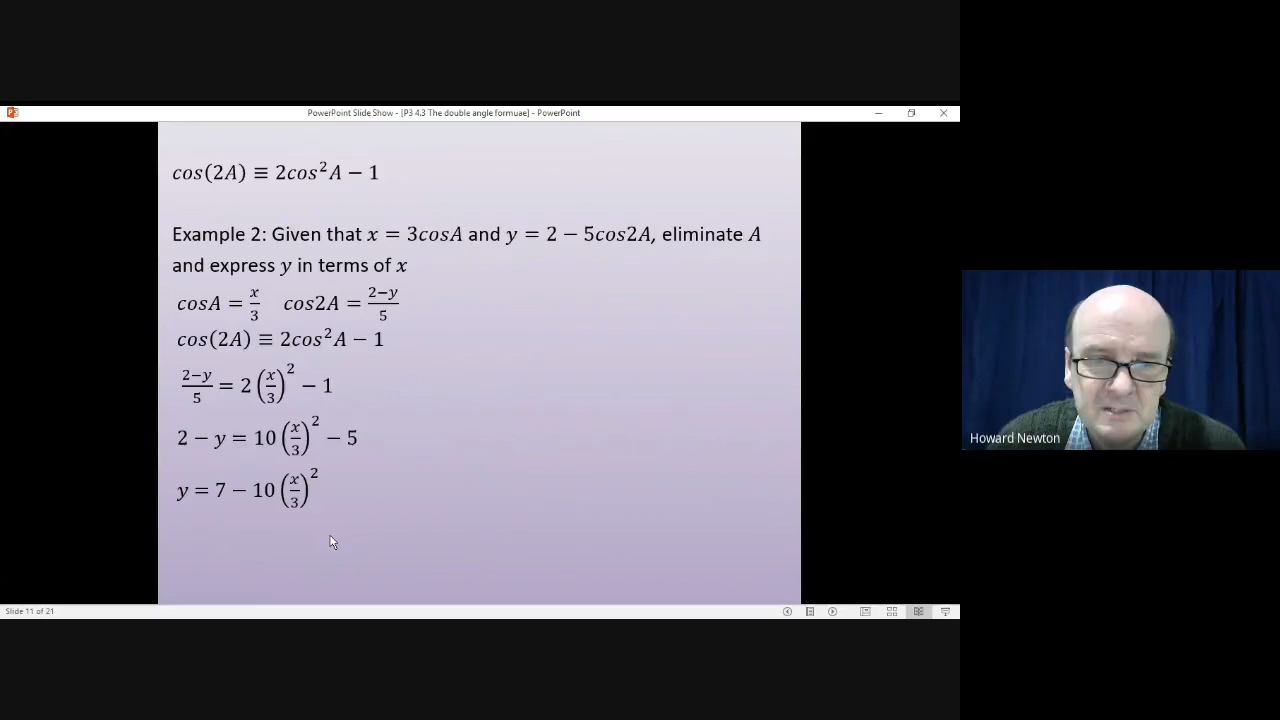 PowerPoint Slide Show - [P3 4.3 The double angle formuae] - PowerPoint
cos(2A) ≡ 2cos²A − 1
Example 2: Given that x = 3cosA and y = 2 − 5cos2A, eliminate A
and express y in terms of x
cosA = x/3 cos2A = (2−y)/5
cos(2A) ≡ 2cos²A − 1
(2−y)/5 = 2(x/3)² − 1
2 − y = 10(x/3)² − 5
y = 7 − 10(x/3)²
Howard Newton
Slide 11 of 21